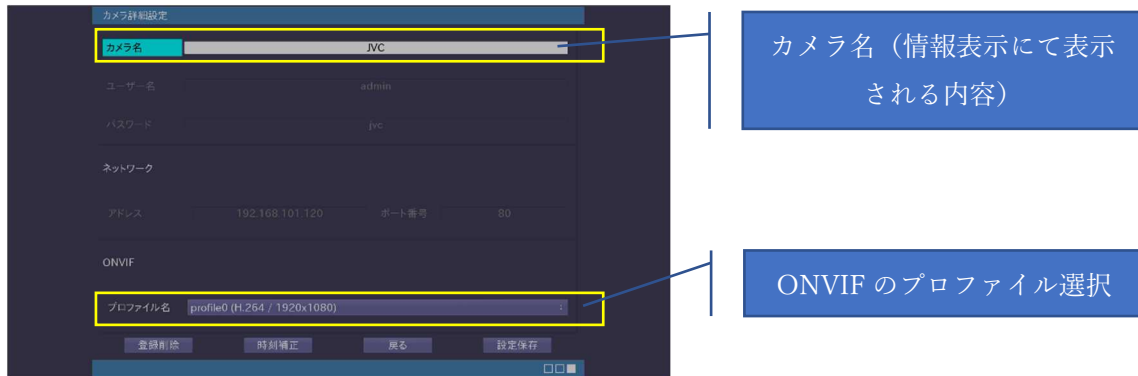 カメラ詳細設定
カメラ名 JVC
ユーザー名 admin
パスワード jvc
ネットワーク
アドレス 192.168.101.120 ポート番号 80
ONVIF
プロファイル名 profile0 (H.264 / 1920x1080)
登録削除 時刻補正 戻る 設定保存
カメラ名（情報表示にて表示
される内容）
ONVIF のプロファイル選択